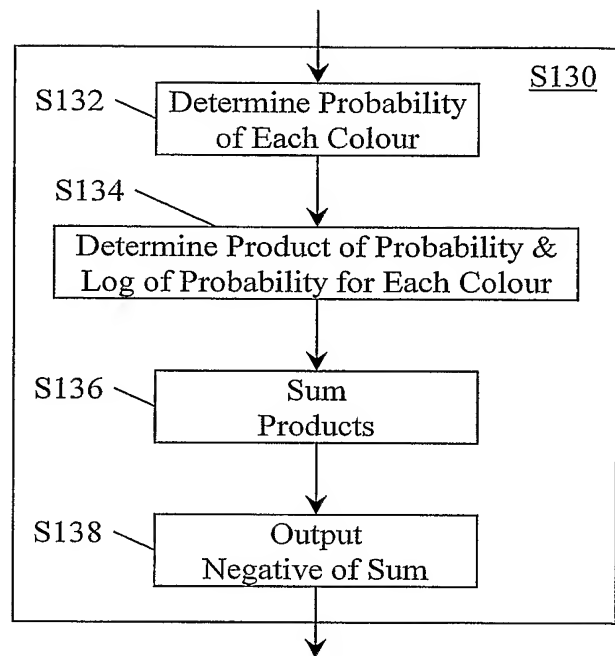 S130
S132
Determine Probability
of Each Colour
S134
Determine Product of Probability &
Log of Probability for Each Colour
S136
Sum
Products
S138
Output
Negative of Sum